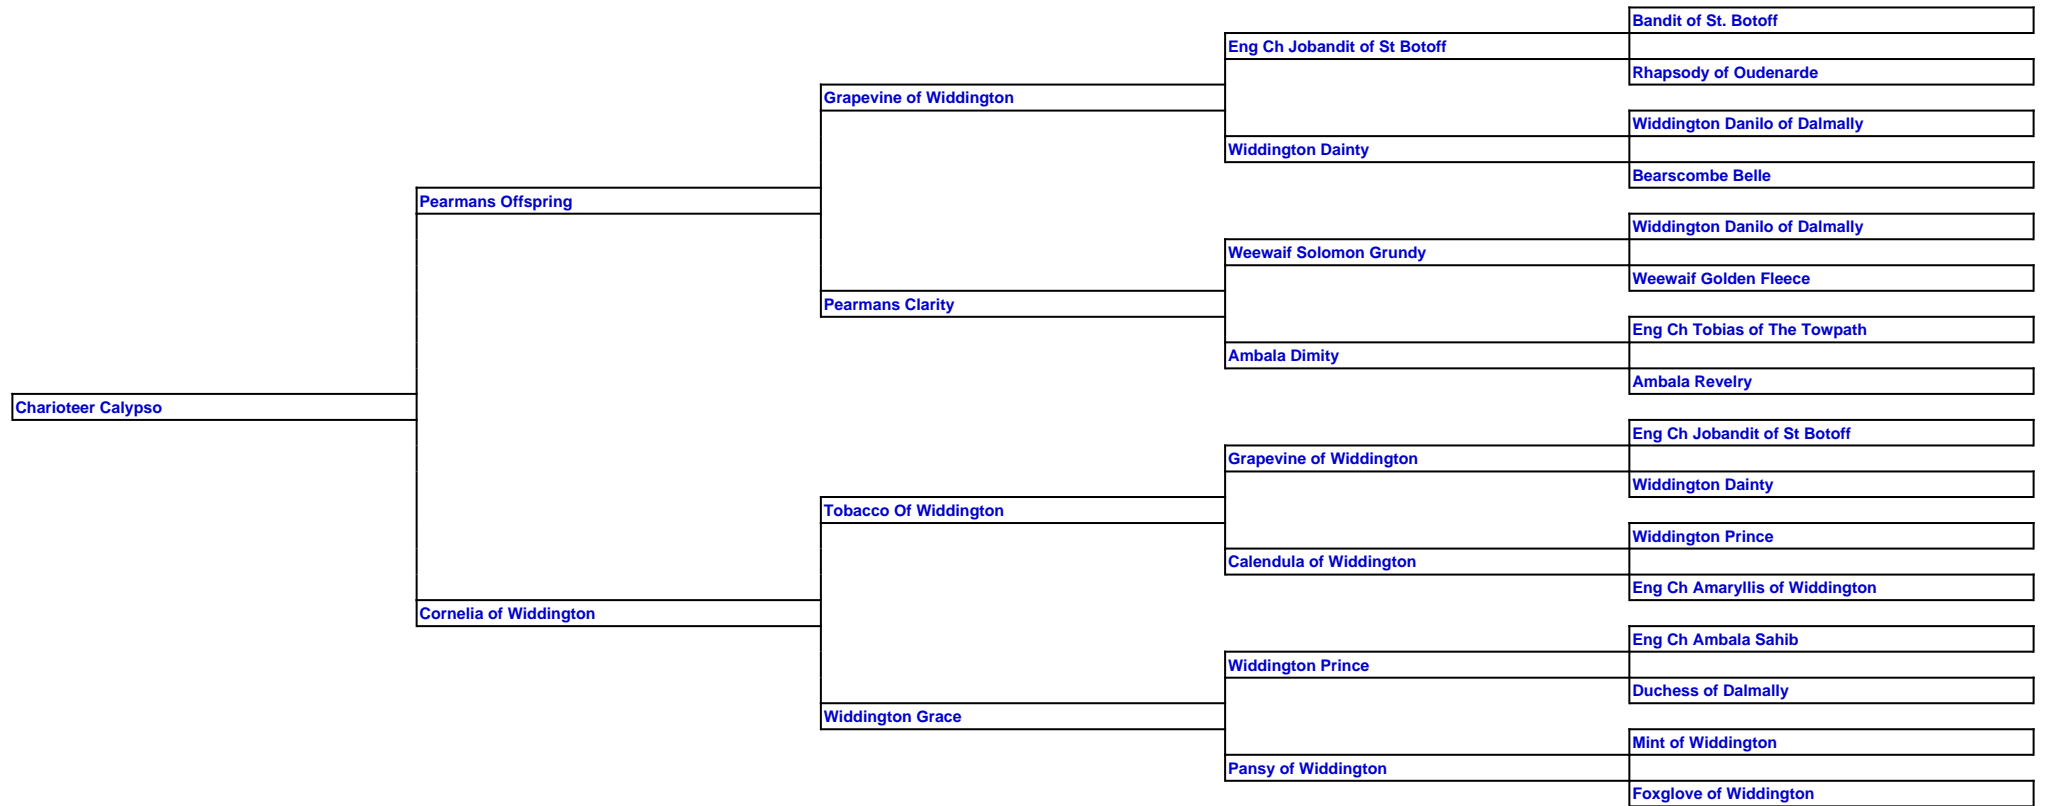 Bandit of St. Botoff
Eng Ch Jobandit of St Botoff
Rhapsody of Oudenarde
Grapevine of Widdington
Widdington Danilo of Dalmally
Widdington Dainty
Bearscombe Belle
Pearmans Offspring
Widdington Danilo of Dalmally
Weewaif Solomon Grundy
Weewaif Golden Fleece
Pearmans Clarity
Eng Ch Tobias of The Towpath
Ambala Dimity
Ambala Revelry
Charioteer Calypso
Eng Ch Jobandit of St Botoff
Grapevine of Widdington
Widdington Dainty
Tobacco Of Widdington
Widdington Prince
Calendula of Widdington
Eng Ch Amaryllis of Widdington
Cornelia of Widdington
Eng Ch Ambala Sahib
Widdington Prince
Duchess of Dalmally
Widdington Grace
Mint of Widdington
Pansy of Widdington
Foxglove of Widdington